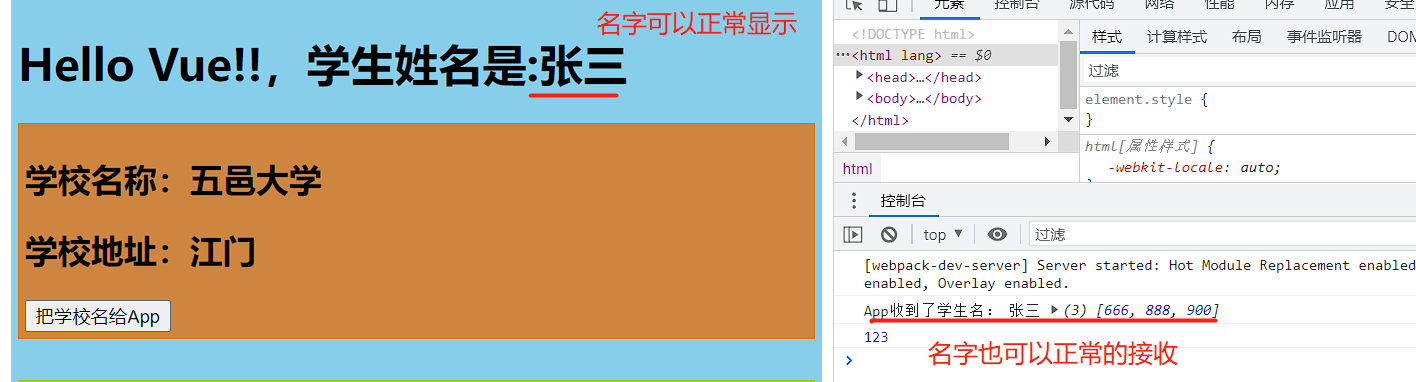 名字可以正常显示
Hello Vue!!，学生姓名是:张三
学校名称：五邑大学
学校地址：江门
把学校名给App
元素 控制台 源代码 网络 性能 内存 应用 安全
<!DOCTYPE html>
···<html lang> == $0
▶<head>…</head>
▶<body>…</body>
</html>
html
样式 计算样式 布局 事件监听器 DOM
过滤
element.style {
}
html[属性样式] {
-webkit-locale: auto;
}
控制台
top ▼ 过滤
[webpack-dev-server] Server started: Hot Module Replacement enabled
enabled, Overlay enabled.
App收到了学生名： 张三 ▶(3) [666, 888, 900]
123
名字也可以正常的接收